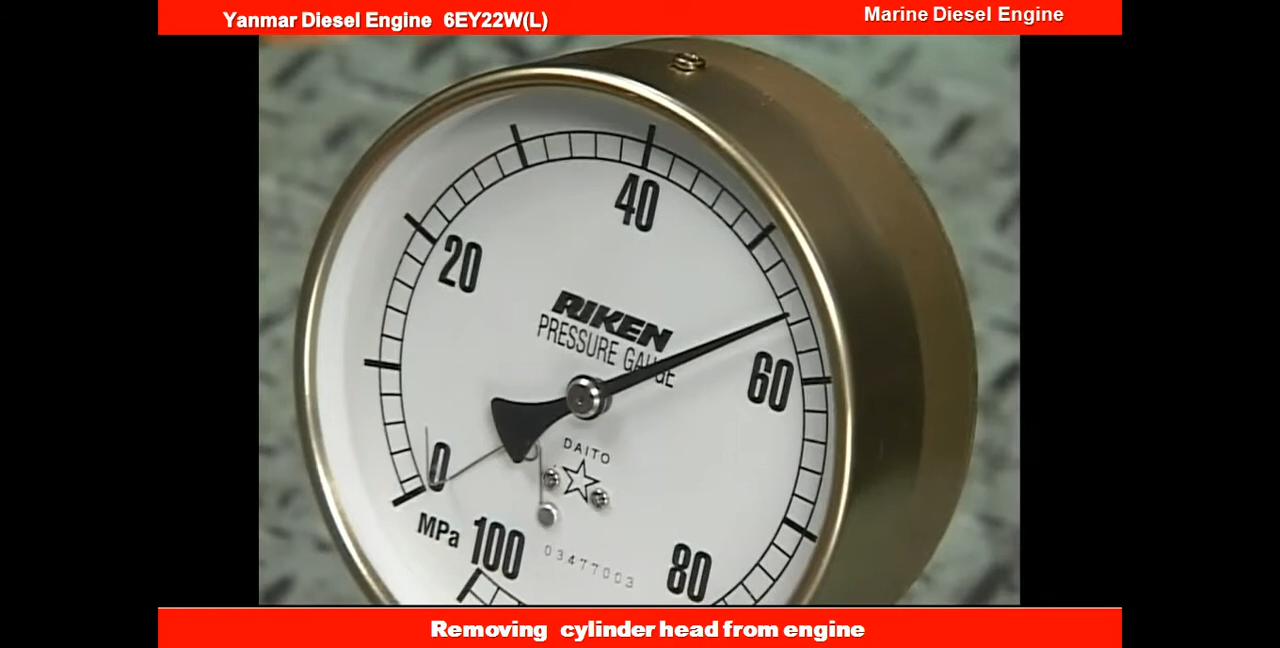 Yanmar Diesel Engine 6EY22W(L)
Marine Diesel Engine
40
20
RIKEN
PRESSURE GAUGE
60
DAITO
0
MPa
100
03477003
80
Removing cylinder head from engine